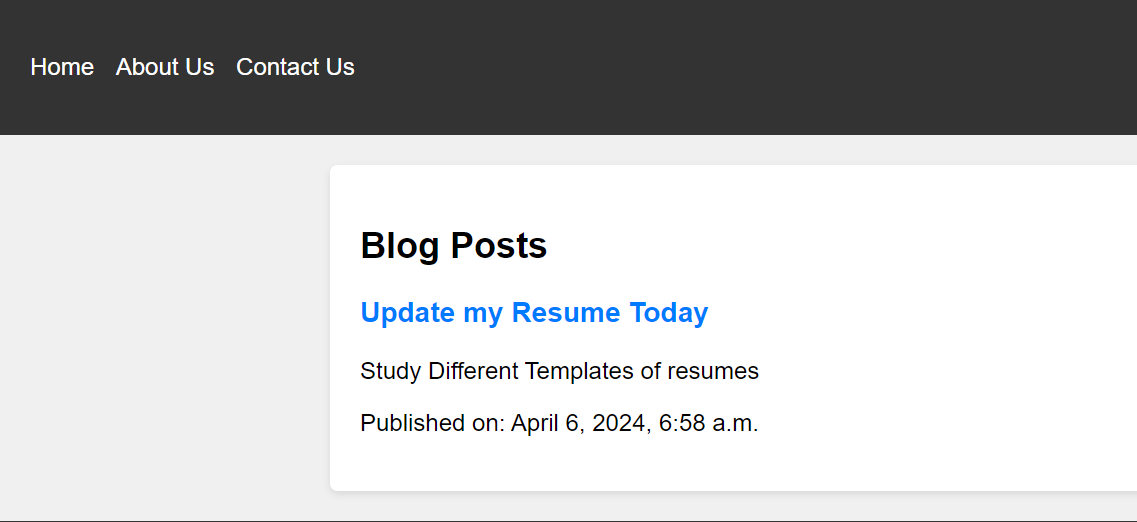 Home About Us Contact Us
Blog Posts
Update my Resume Today
Study Different Templates of resumes
Published on: April 6, 2024, 6:58 a.m.